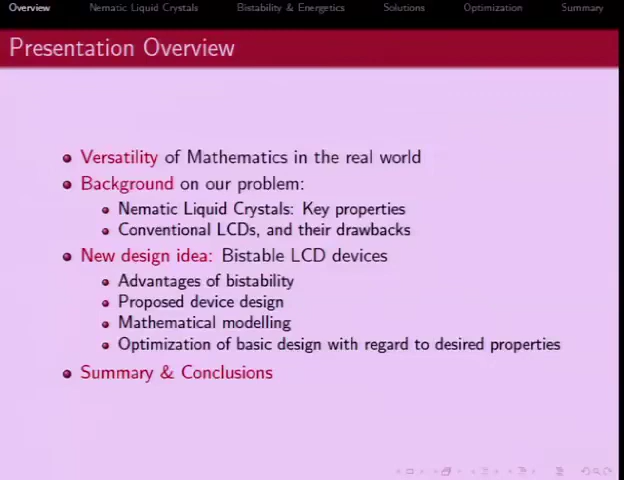 Overview Nematic Liquid Crystals Bistability & Energetics Solutions Optimization Summary
Presentation Overview
Versatility of Mathematics in the real world
Background on our problem:
Nematic Liquid Crystals: Key properties
Conventional LCDs, and their drawbacks
New design idea: Bistable LCD devices
Advantages of bistability
Proposed device design
Mathematical modelling
Optimization of basic design with regard to desired properties
Summary & Conclusions